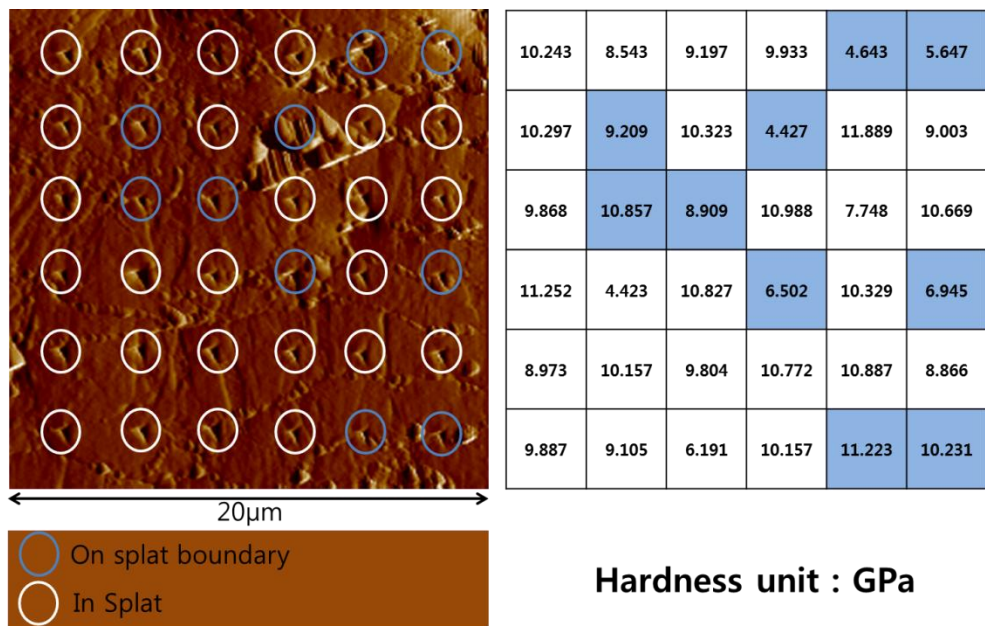 10.243 8.543 9.197 9.933 4.643 5.647
10.297 9.209 10.323 4.427 11.889 9.003
9.868 10.857 8.909 10.988 7.748 10.669
11.252 4.423 10.827 6.502 10.329 6.945
8.973 10.157 9.804 10.772 10.887 8.866
9.887 9.105 6.191 10.157 11.223 10.231
20μm
On splat boundary
In Splat
Hardness unit : GPa